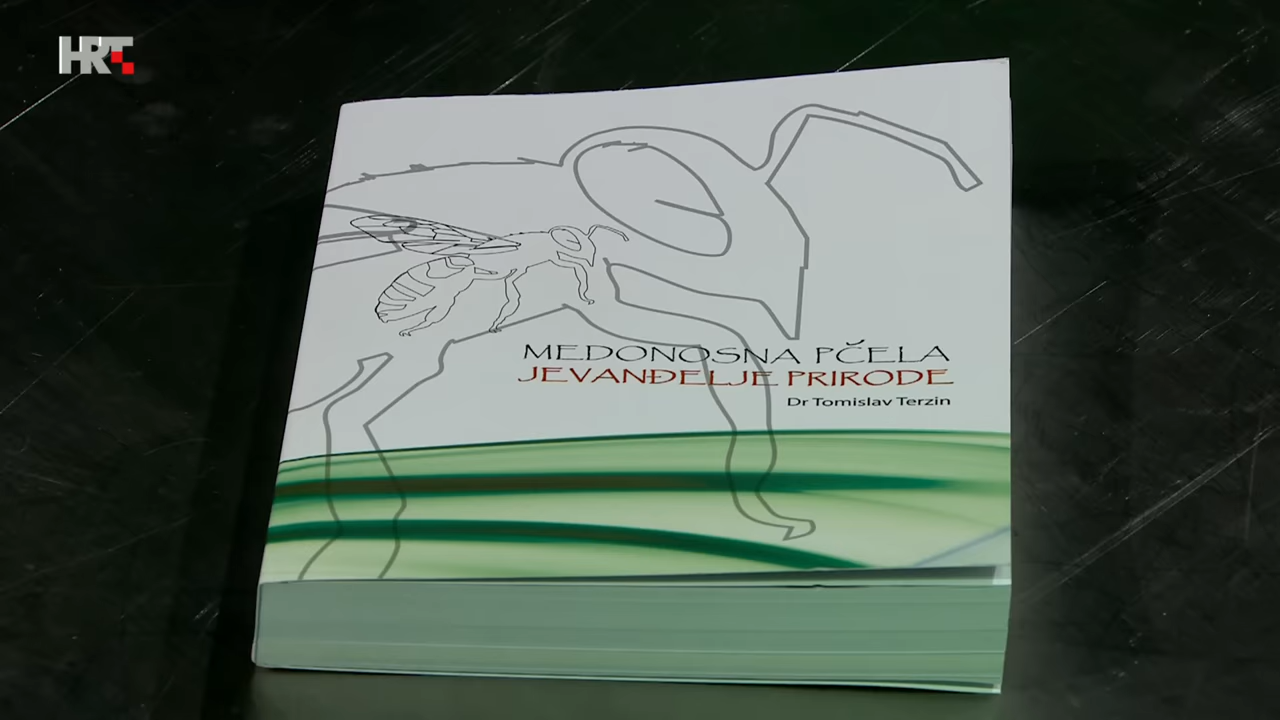 HRT
MEDONOSNA PČELA
JEVANĐELJE PRIRODE
Dr Tomislav Terzin